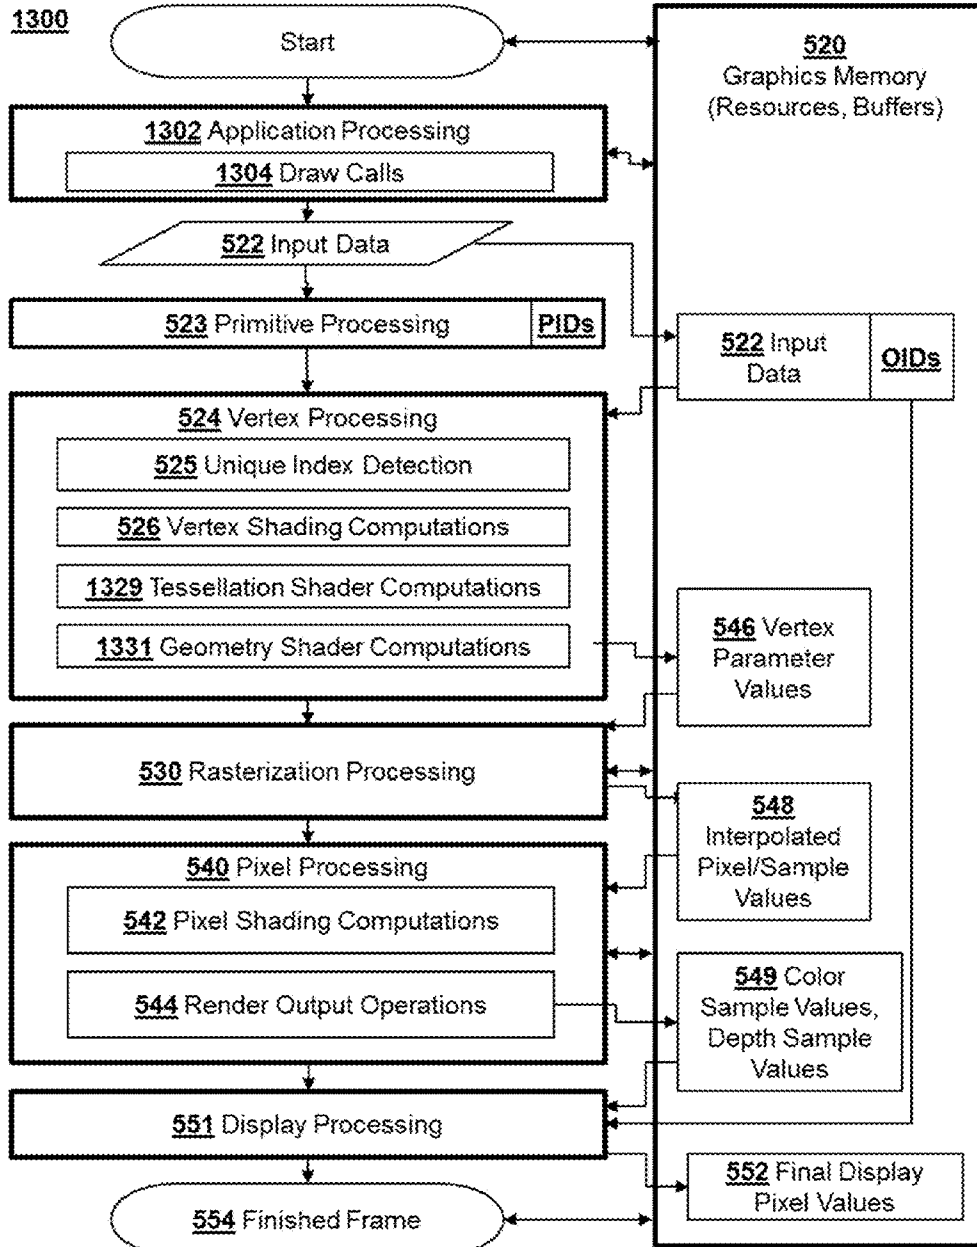 1300
Start
1302 Application Processing
1304 Draw Calls
522 Input Data
523 Primitive Processing
PIDs
524 Vertex Processing
525 Unique Index Detection
526 Vertex Shading Computations
1329 Tessellation Shader Computations
1331 Geometry Shader Computations
530 Rasterization Processing
540 Pixel Processing
542 Pixel Shading Computations
544 Render Output Operations
551 Display Processing
554 Finished Frame
520
Graphics Memory
(Resources, Buffers)
522 Input
Data
OIDs
546 Vertex
Parameter
Values
548
Interpolated
Pixel/Sample
Values
549 Color
Sample Values,
Depth Sample
Values
552 Final Display
Pixel Values